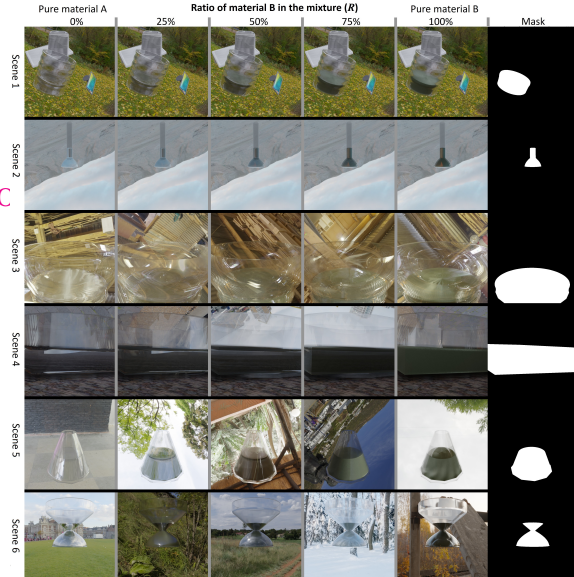 Pure material A
Ratio of material B in the mixture (R)
Pure material B
0%
25%
50%
75%
100%
Mask
Scene 1
Scene 2
C
Scene 3
Scene 4
Scene 5
Scene 6